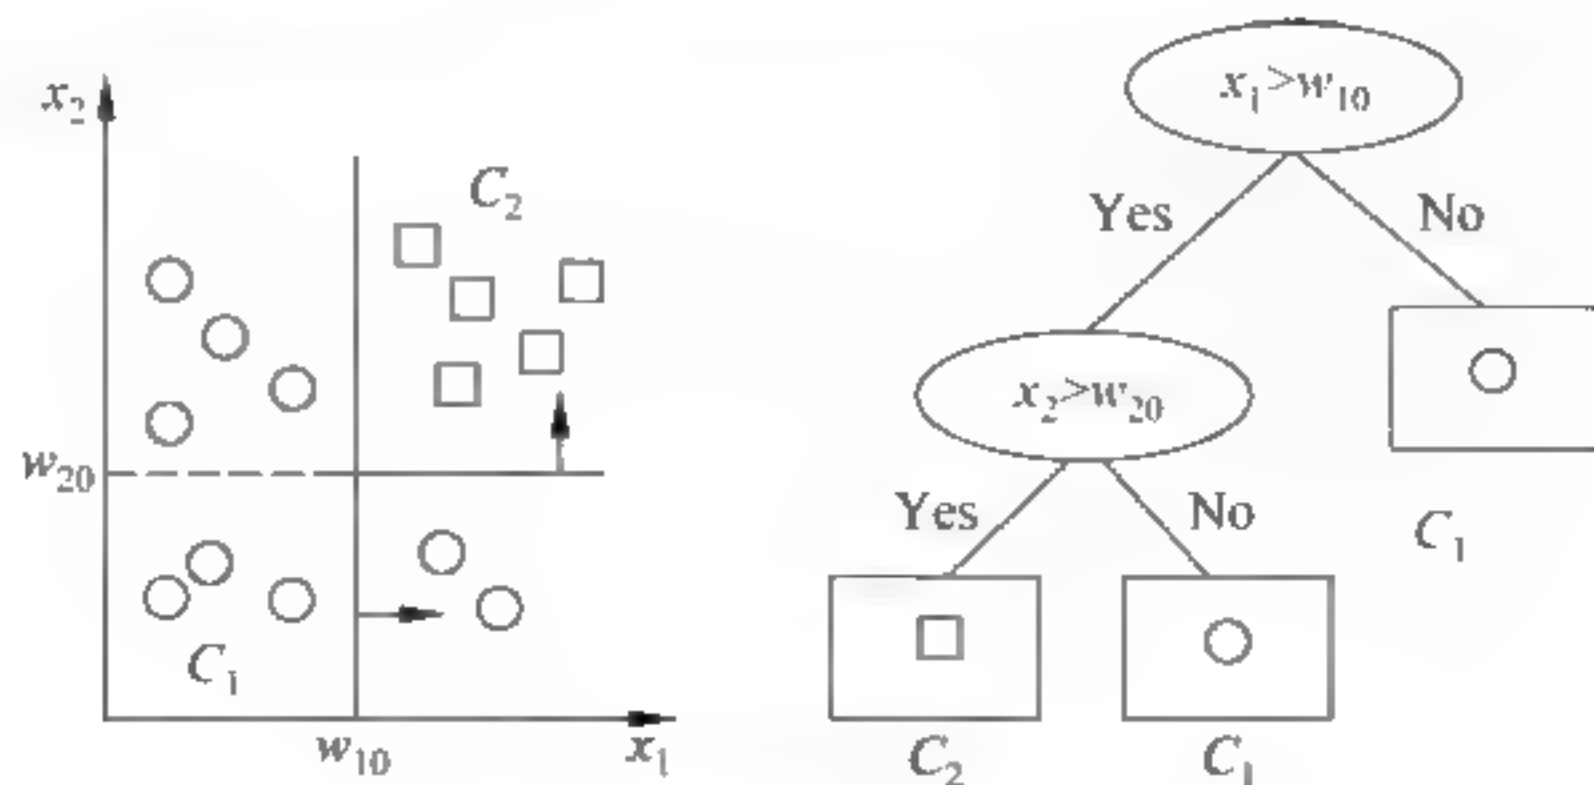 x₂
C₂
w₂₀
C₁
w₁₀
x₁
x₁>w₁₀
Yes
No
x₂>w₂₀
C₁
Yes
No
C₂
C₁